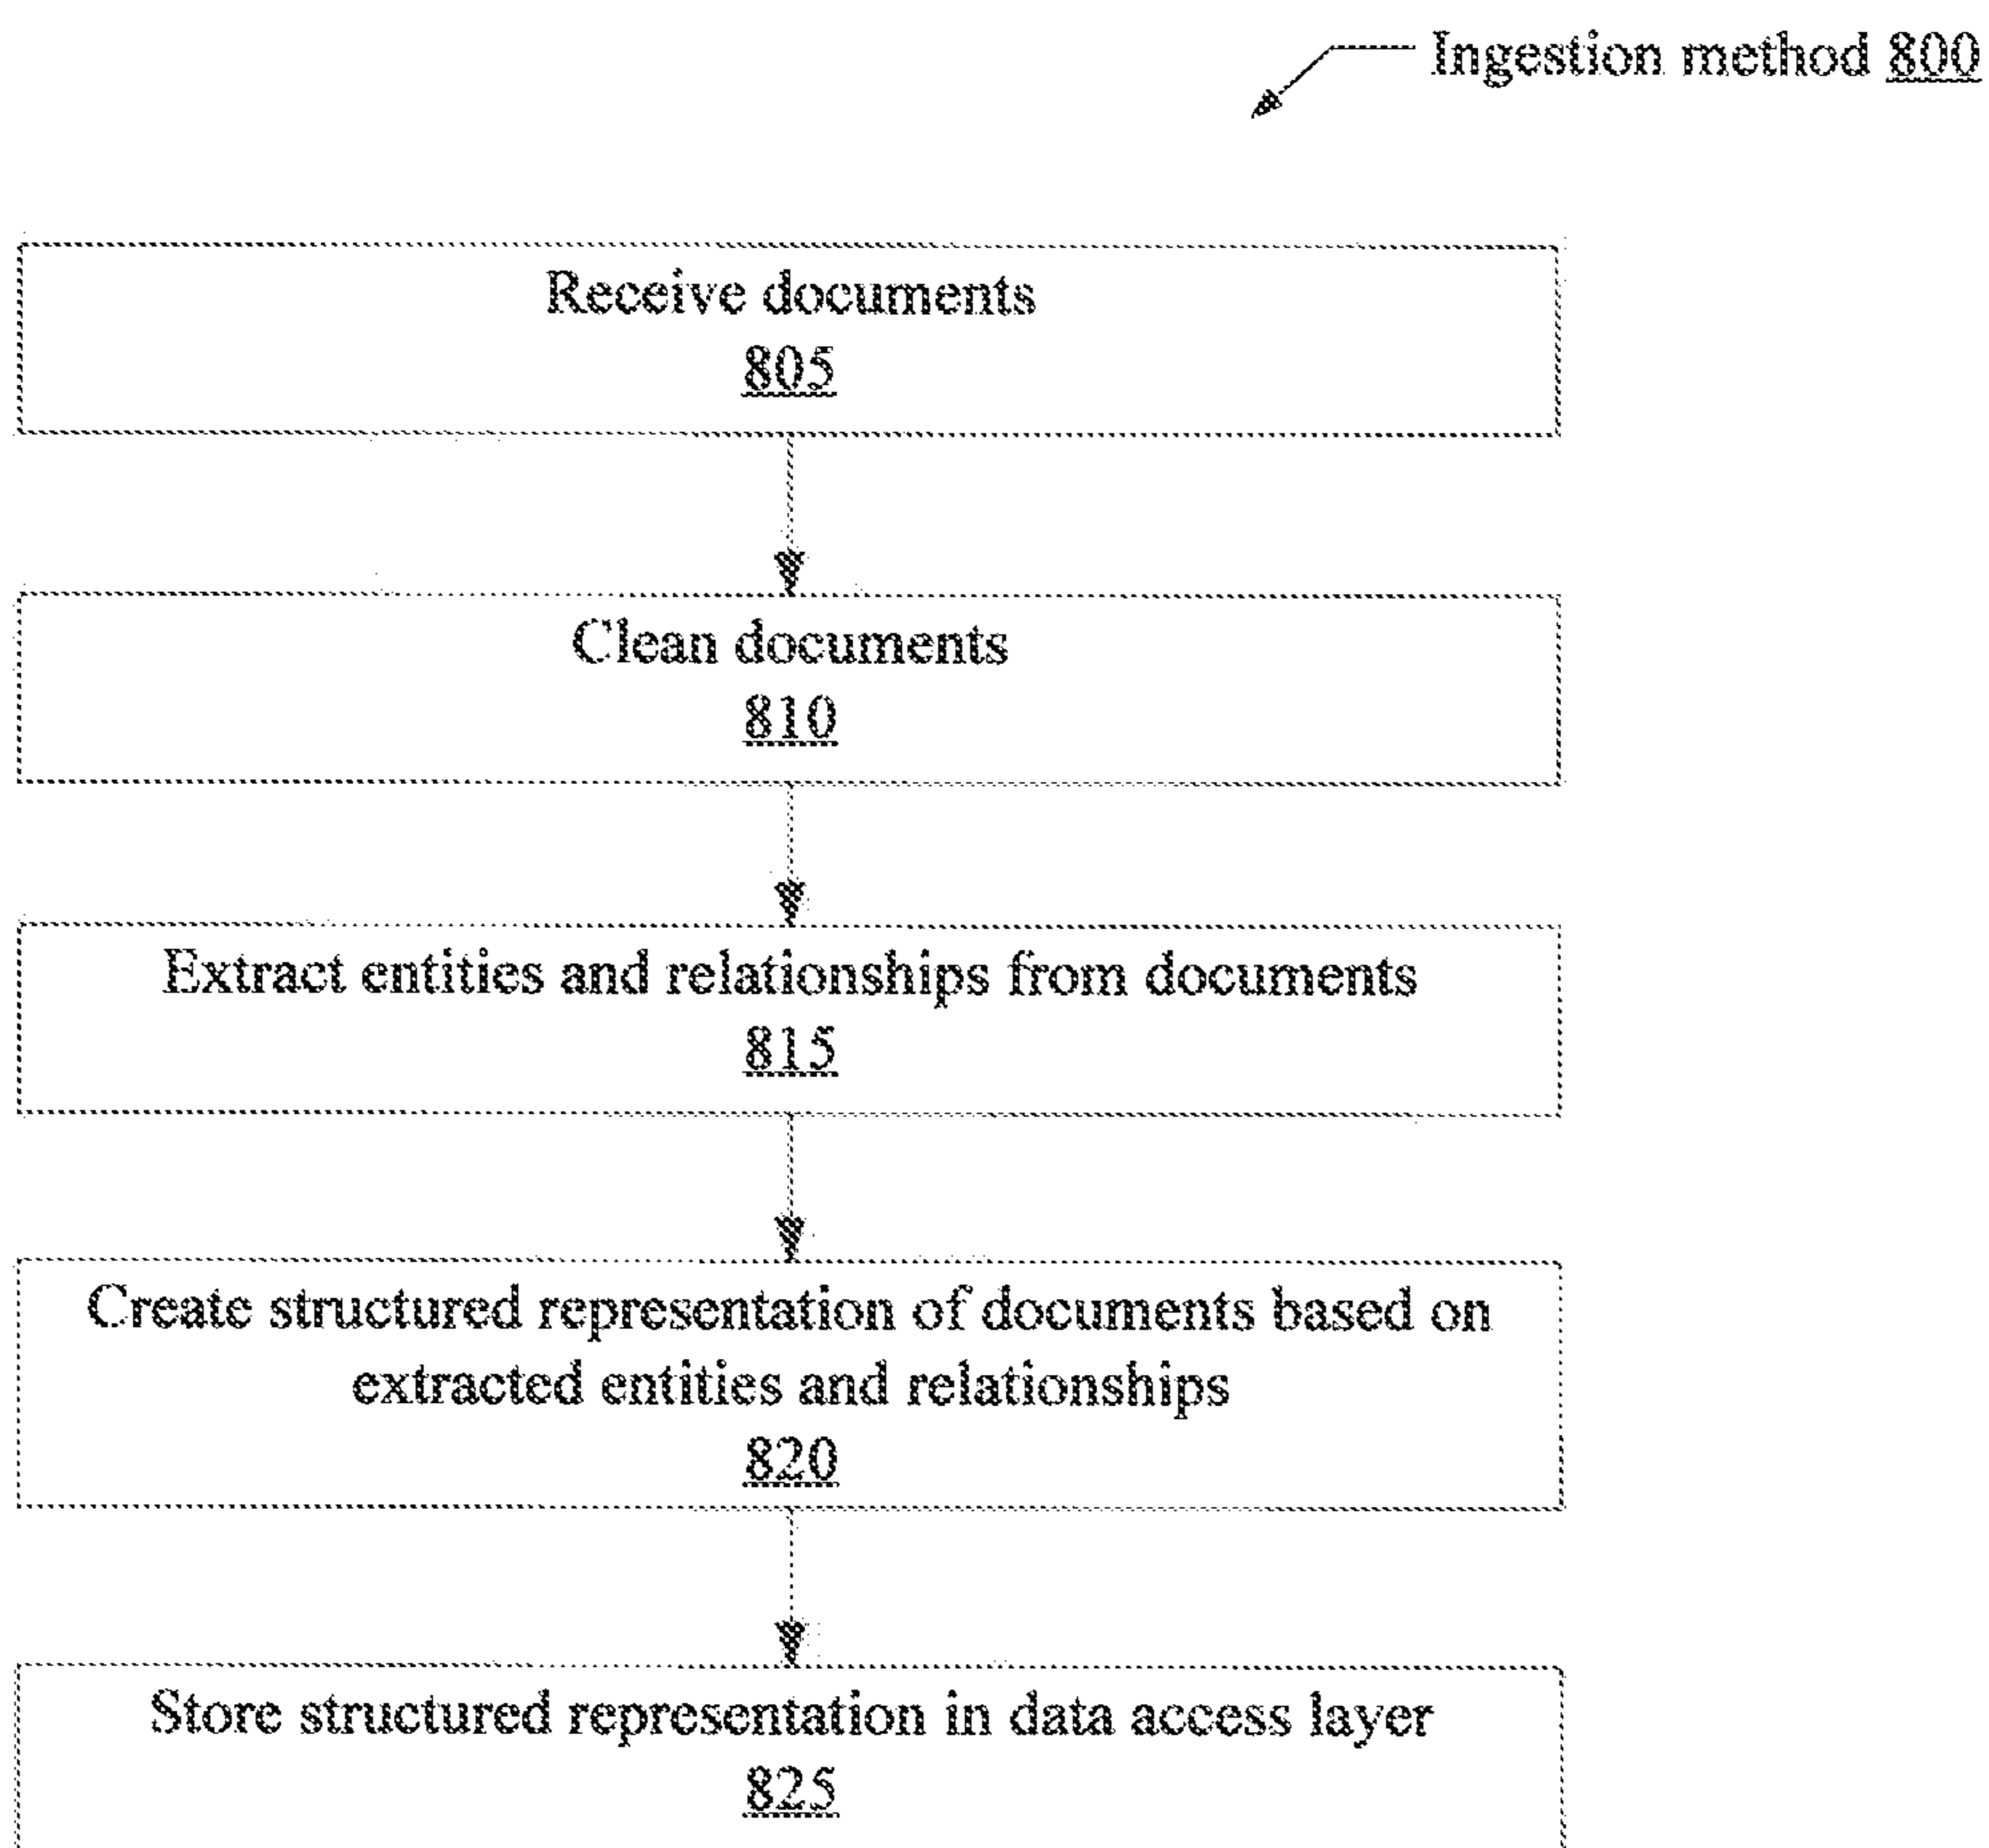 Ingestion method 800
Receive documents
805
Clean documents
810
Extract entities and relationships from documents
815
Create structured representation of documents based on
extracted entities and relationships
820
Store structured representation in data access layer
825